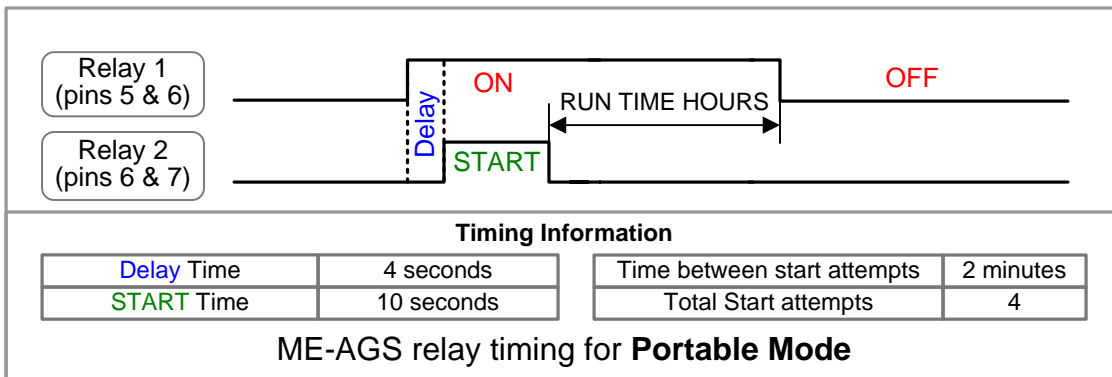 Relay 1
(pins 5 & 6)
ON
OFF
RUN TIME HOURS
Delay
Relay 2
(pins 6 & 7)
START
Timing Information
Delay Time 4 seconds
START Time 10 seconds
Time between start attempts 2 minutes
Total Start attempts 4
ME-AGS relay timing for Portable Mode